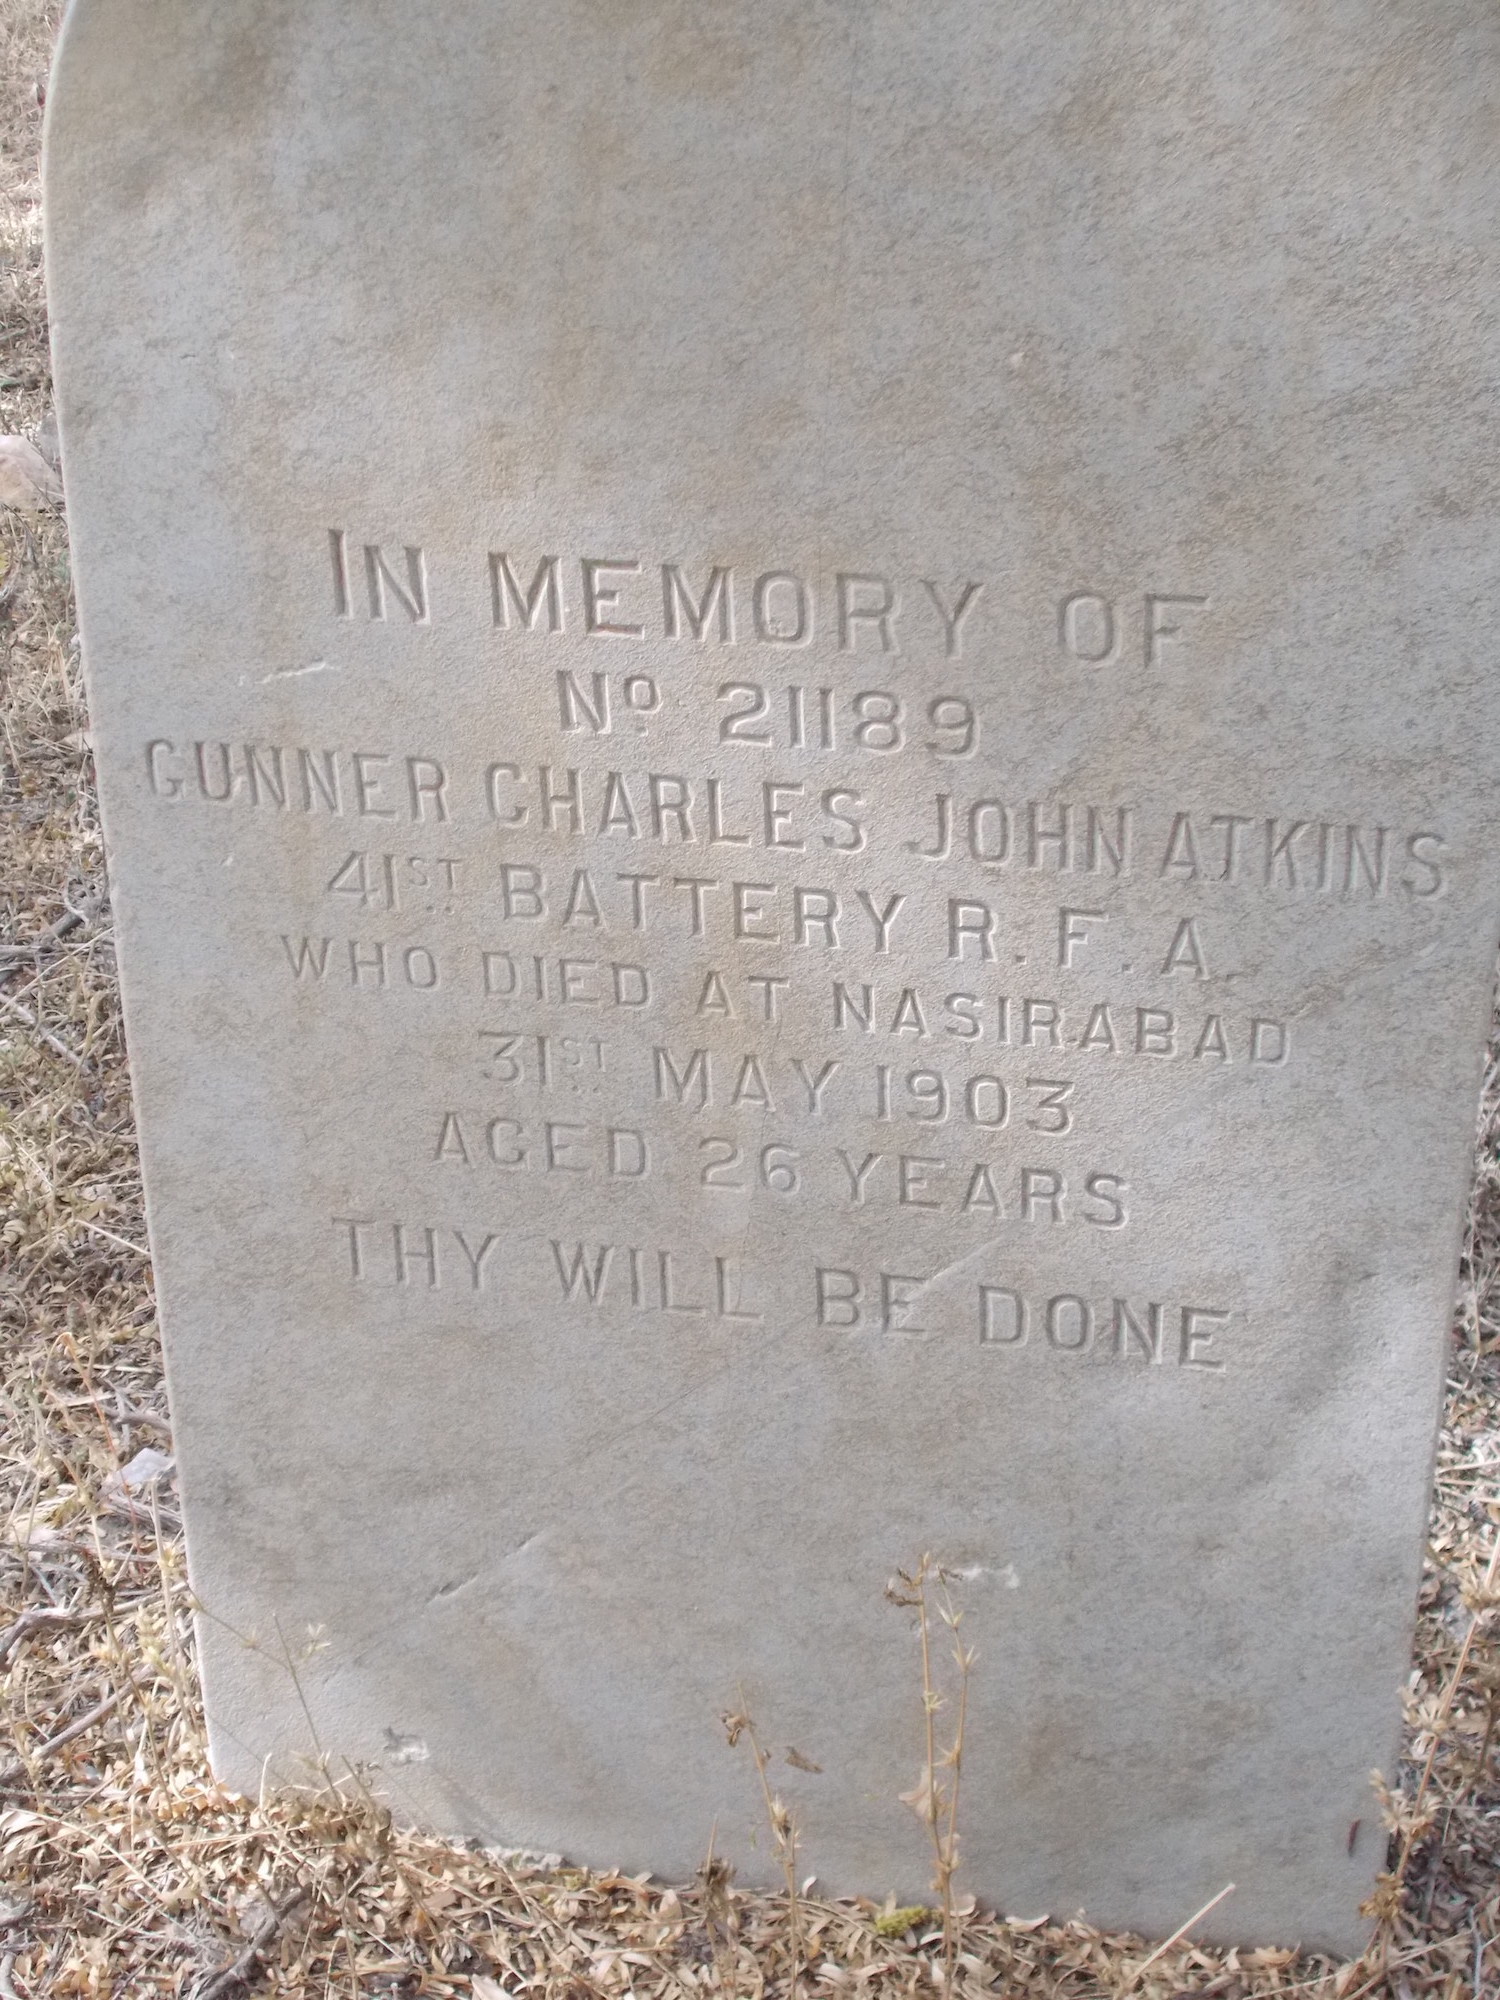 IN MEMORY OF
Nº 21189
GUNNER CHARLES JOHN ATKINS
41ST BATTERY R.F.A.
WHO DIED AT NASIRABAD
31ST MAY 1903
AGED 26 YEARS
THY WILL BE DONE